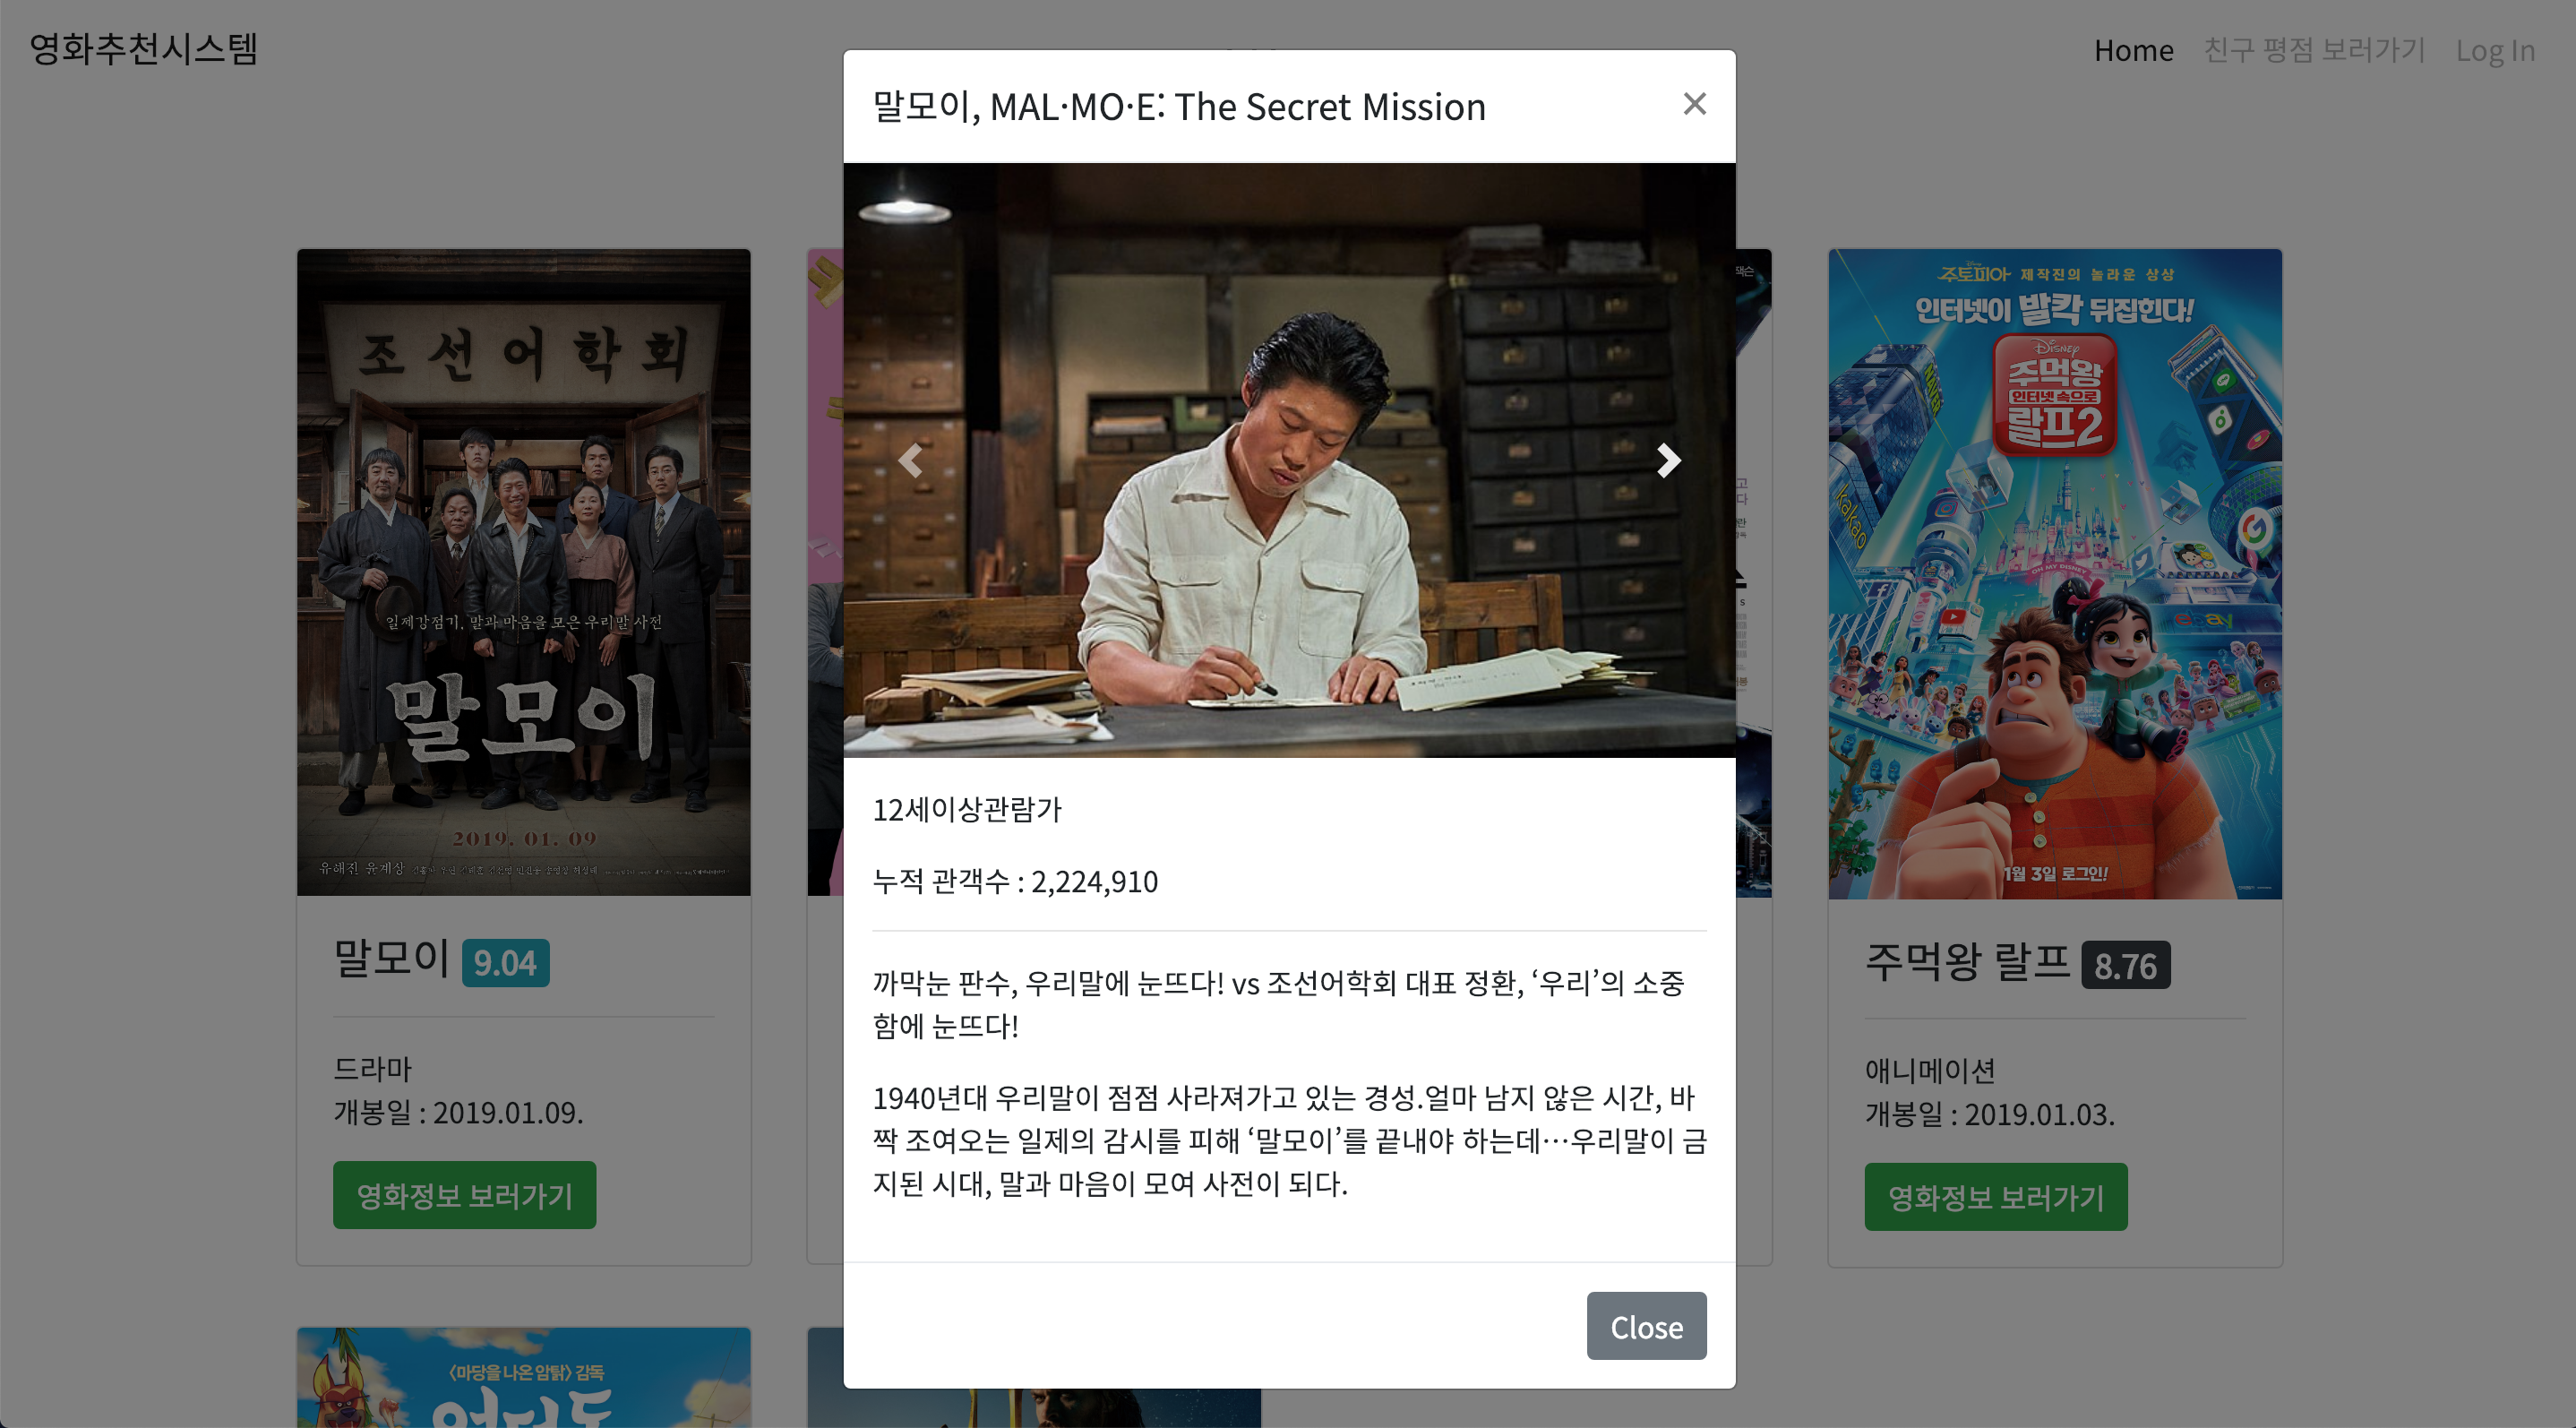 영화추천시스템
Home 친구 평점 보러가기 Log In
말모이, MAL·MO·E: The Secret Mission
×
12세이상관람가
누적 관객수 : 2,224,910
까막눈 판수, 우리말에 눈뜨다! vs 조선어학회 대표 정환, ‘우리’의 소중
함에 눈뜨다!
1940년대 우리말이 점점 사라져가고 있는 경성.얼마 남지 않은 시간, 바
짝 조여오는 일제의 감시를 피해 ‘말모이’를 끝내야 하는데…우리말이 금
지된 시대, 말과 마음이 모여 사전이 되다.
Close
조선어학회
일제강점기, 말과 마음을 모은 우리말 사전
말모이
2019. 01. 09
유해진 윤계상
말모이 9.04
드라마
개봉일 : 2019.01.09.
영화정보 보러가기
잭슨
주토피아 제작진의 놀라운 상상
인터넷이 발칵 뒤집힌다!
Disney
주먹왕
인터넷 속으로
랄프2
NAVER
kakao
OH MY DISNEY
ebay
1월 3일 로그인!
주먹왕 랄프 8.76
애니메이션
개봉일 : 2019.01.03.
영화정보 보러가기
<마당을 나온 암탉> 감독
언더독